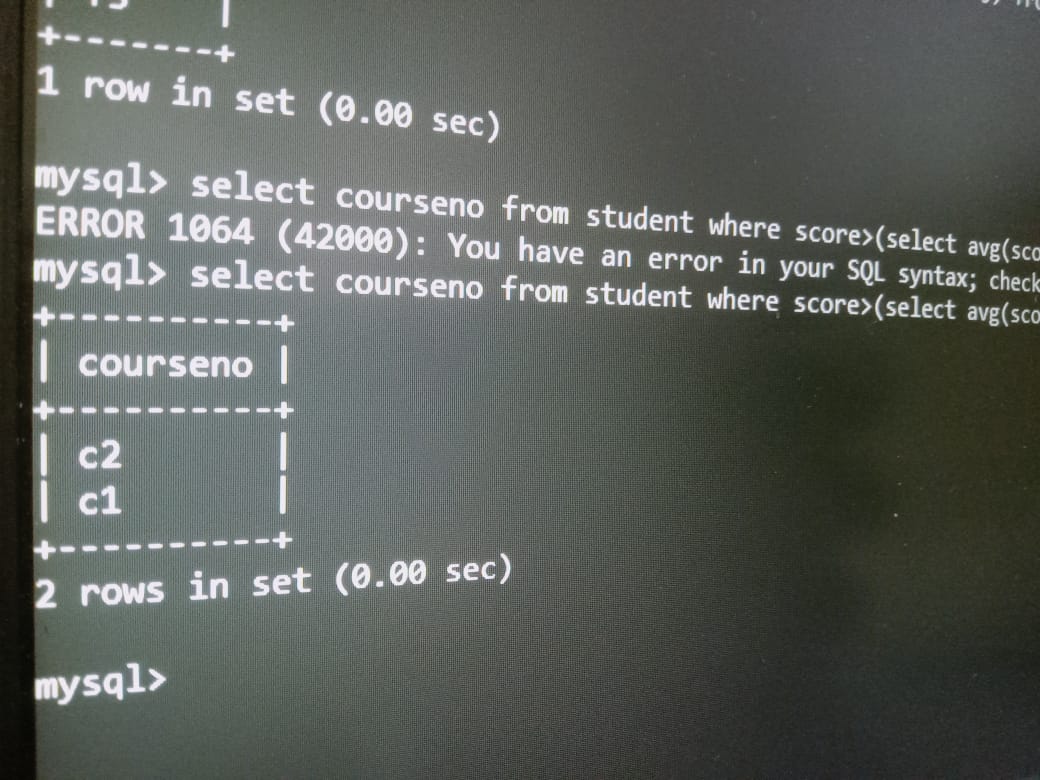 +--------+
1 row in set (0.00 sec)
mysql> select courseno from student where score>(select avg(sco
ERROR 1064 (42000): You have an error in your SQL syntax; check
mysql> select courseno from student where score>(select avg(sco
+----------+
| courseno |
+----------+
| c2 |
| c1 |
+----------+
2 rows in set (0.00 sec)
mysql>